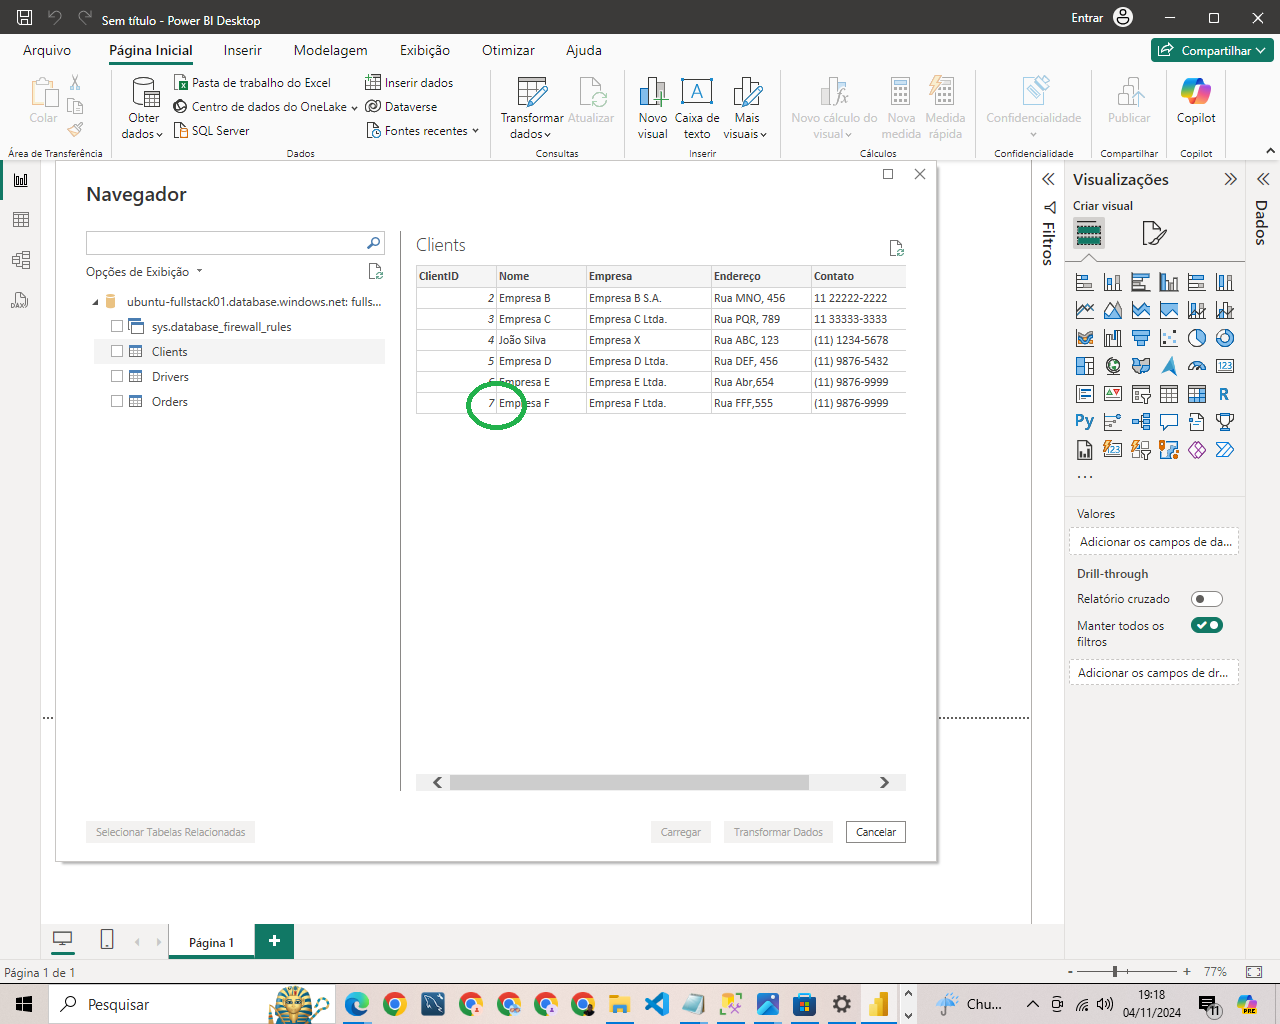 Sem título - Power BI Desktop
Entrar
Arquivo
Página Inicial
Inserir
Modelagem
Exibição
Otimizar
Ajuda
Compartilhar
Colar
Área de Transferência
Obter dados
Pasta de trabalho do Excel
Centro de dados do OneLake
SQL Server
Inserir dados
Dataverse
Fontes recentes
Dados
Transformar dados
Atualizar
Consultas
Novo visual
Caixa de texto
Mais visuais
Inserir
Novo cálculo do visual
Nova medida
Medida rápida
Cálculos
Confidencialidade
Confidencialidade
Publicar
Compartilhar
Copilot
Copilot
Navegador
Opções de Exibição
ubuntu-fullstack01.database.windows.net: fulls...
sys.database_firewall_rules
Clients
Drivers
Orders
Clients
ClientID Nome Empresa Endereço Contato
2 Empresa B Empresa B S.A. Rua MNO, 456 11 22222-2222
3 Empresa C Empresa C Ltda. Rua PQR, 789 11 33333-3333
4 João Silva Empresa X Rua ABC, 123 (11) 1234-5678
5 Empresa D Empresa D Ltda. Rua DEF, 456 (11) 9876-5432
6 Empresa E Empresa E Ltda. Rua Abr,654 (11) 9876-9999
7 Empresa F Empresa F Ltda. Rua FFF,555 (11) 9876-9999
Selecionar Tabelas Relacionadas
Carregar
Transformar Dados
Cancelar
Filtros
Visualizações
Criar visual
123
R
Py
123
...
Valores
Adicionar os campos de da...
Drill-through
Relatório cruzado
Manter todos os filtros
Adicionar os campos de dr...
Dados
DAX
Página 1
Página 1 de 1
77%
Pesquisar
Chu...
19:18
04/11/2024
11
PRE